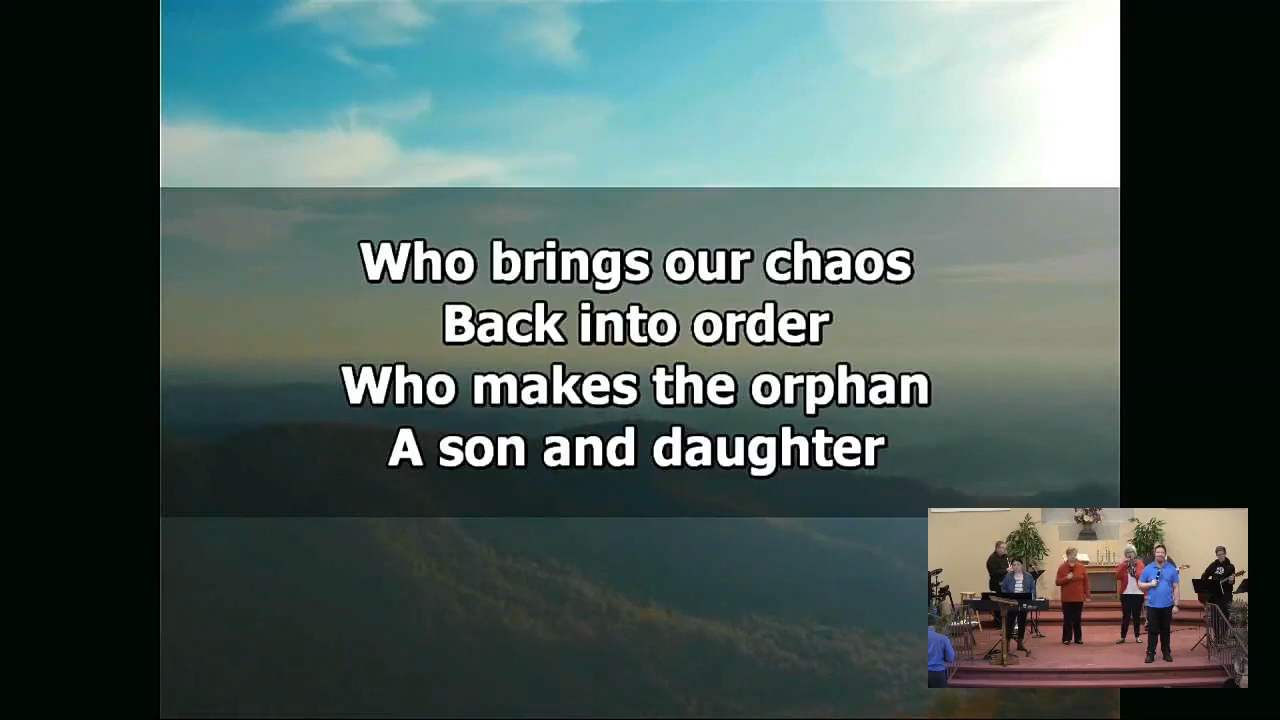 Who brings our chaos
Back into order
Who makes the orphan
A son and daughter